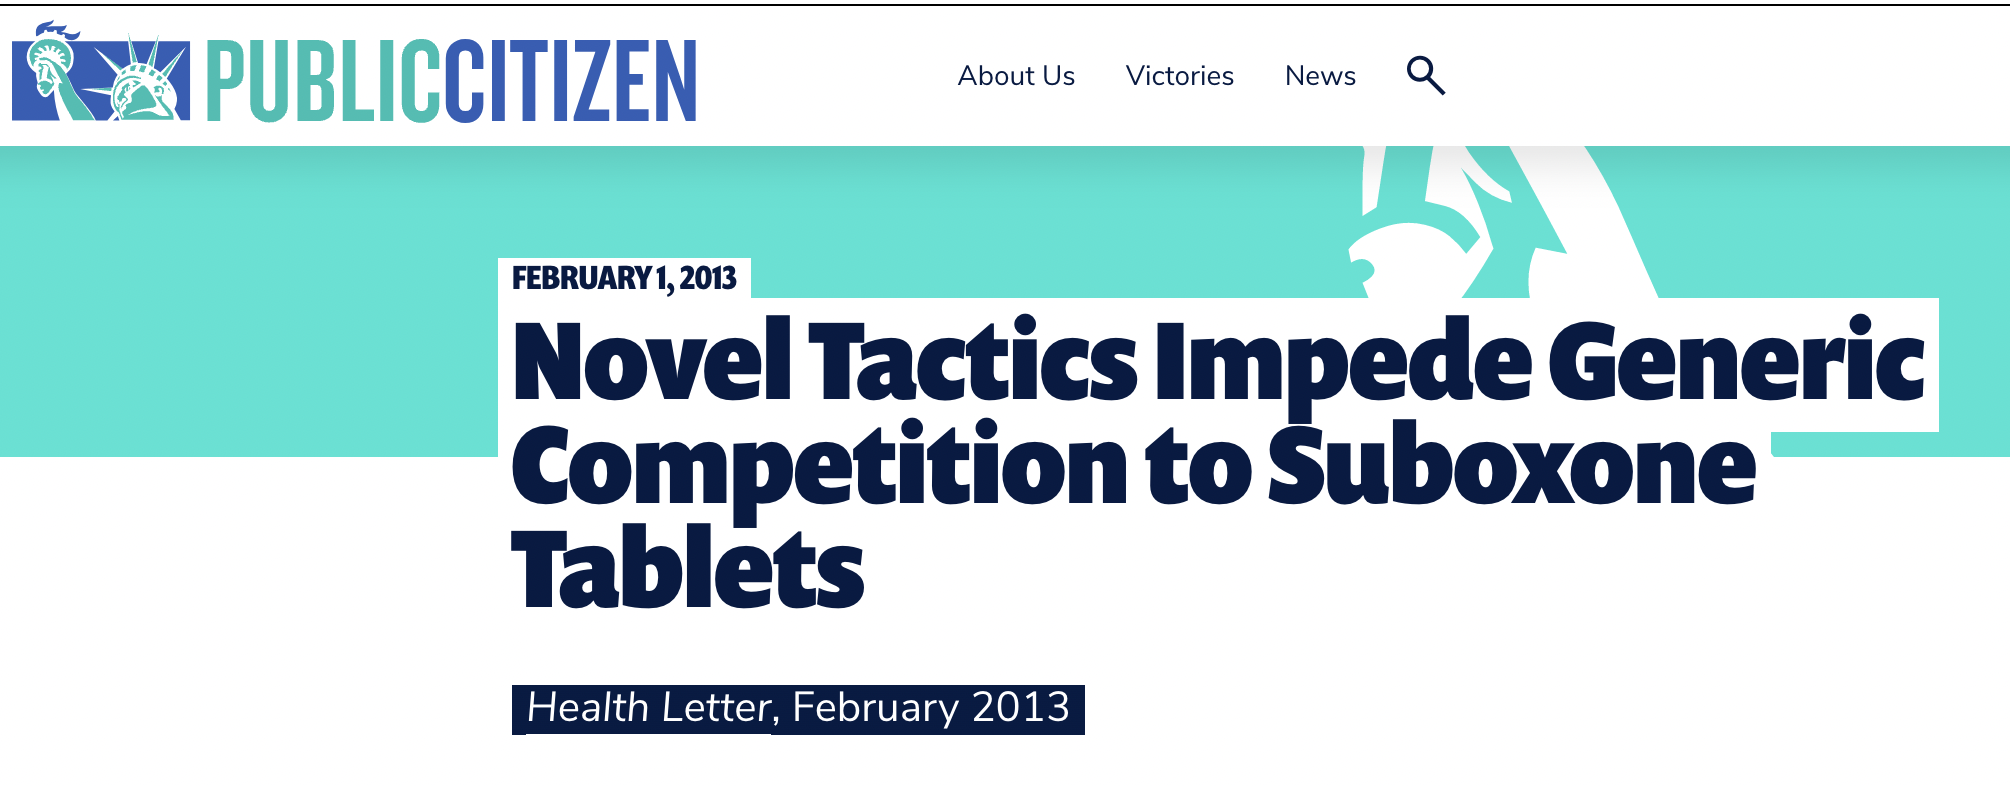 PUBLICCITIZEN
About Us Victories News
FEBRUARY 1, 2013
Novel Tactics Impede Generic
Competition to Suboxone
Tablets
Health Letter, February 2013